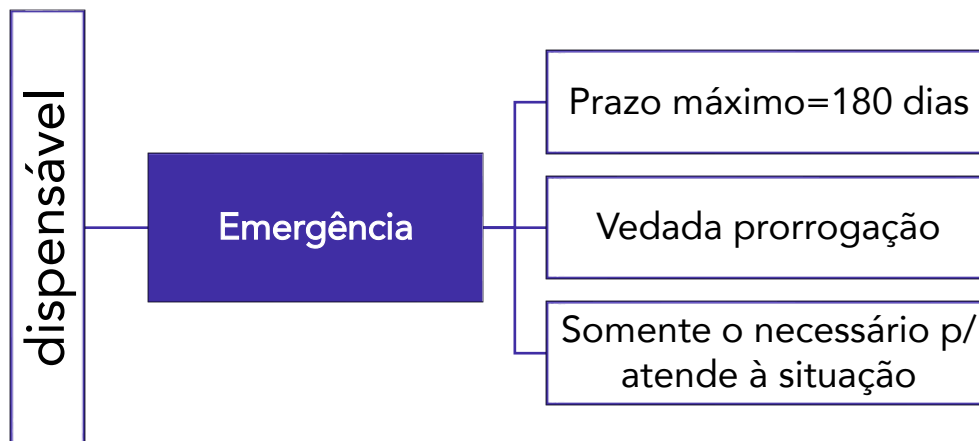 dispensável
Emergência
Prazo máximo=180 dias
Vedada prorrogação
Somente o necessário p/
atende à situação